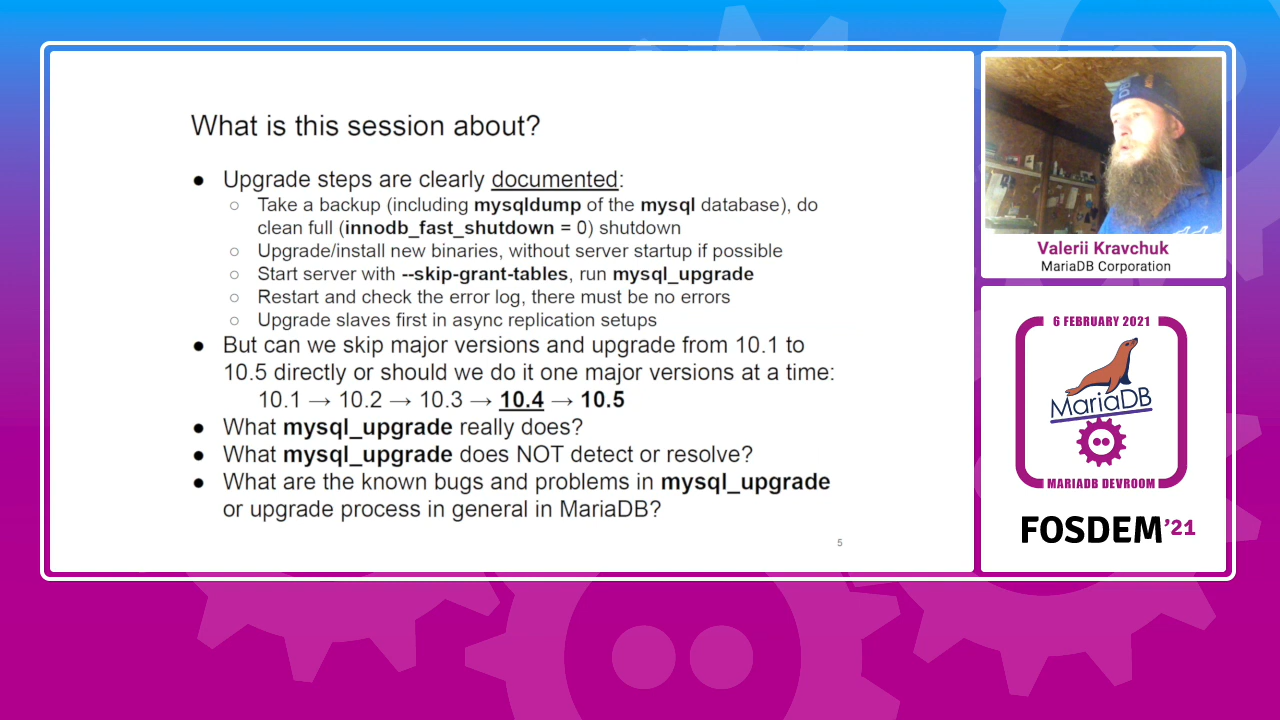 What is this session about?
● Upgrade steps are clearly documented:
○ Take a backup (including mysqldump of the mysql database), do
clean full (innodb_fast_shutdown = 0) shutdown
○ Upgrade/install new binaries, without server startup if possible
○ Start server with --skip-grant-tables, run mysql_upgrade
○ Restart and check the error log, there must be no errors
○ Upgrade slaves first in async replication setups
● But can we skip major versions and upgrade from 10.1 to
10.5 directly or should we do it one major versions at a time:
10.1 → 10.2 → 10.3 → 10.4 → 10.5
● What mysql_upgrade really does?
● What mysql_upgrade does NOT detect or resolve?
● What are the known bugs and problems in mysql_upgrade
or upgrade process in general in MariaDB?
5
Valerii Kravchuk
MariaDB Corporation
6 FEBRUARY 2021
MariaDB
MARIADB DEVROOM
FOSDEM'21